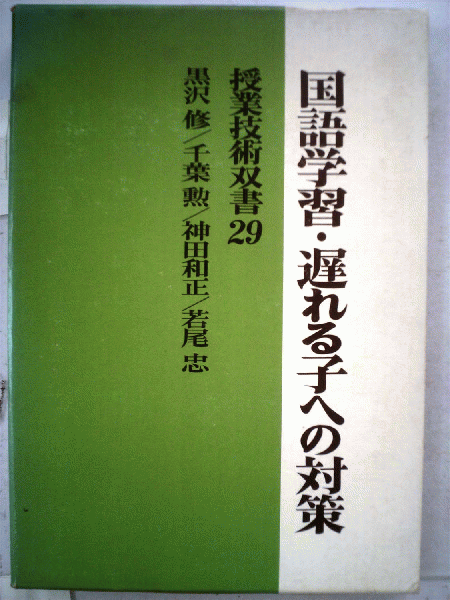 国語学習・遅れる子への対策
授業技術双書29
黒沢 修/千葉 勲/神田和正/若尾 忠